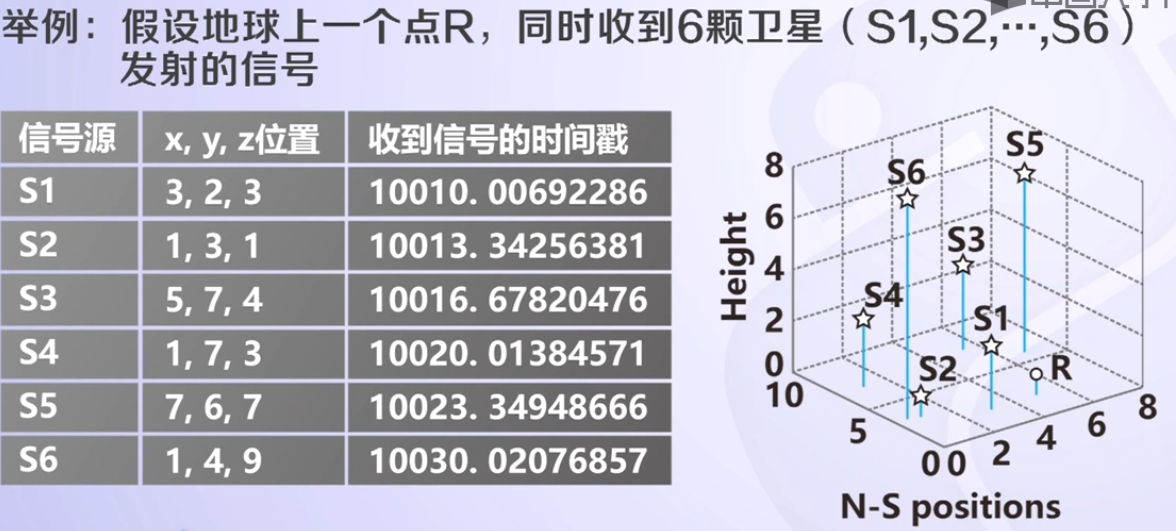 举例：假设地球上一个点R，同时收到6颗卫星（S1,S2,…,S6）
发射的信号
信号源 x, y, z位置 收到信号的时间戳
S1 3, 2, 3 10010. 00692286
S2 1, 3, 1 10013. 34256381
S3 5, 7, 4 10016. 67820476
S4 1, 7, 3 10020. 01384571
S5 7, 6, 7 10023. 34948666
S6 1, 4, 9 10030. 02076857
S5
8
S6
6
S3
Height
4
S4
2
S1
0
S2
R
10
8
5
6
4
2
0 0
N-S positions